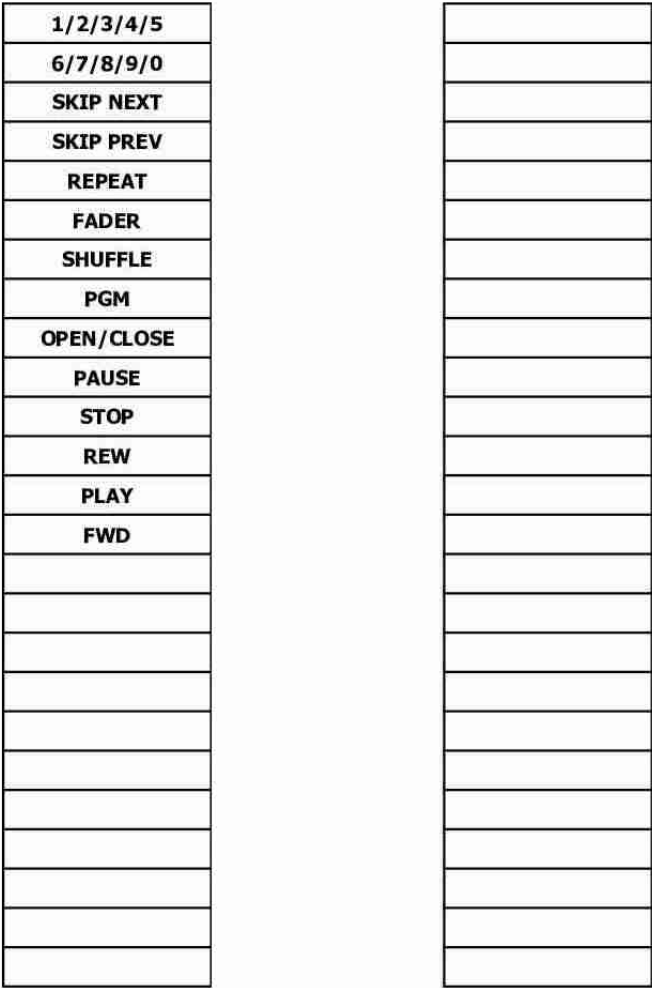 1/2/3/4/5
6/7/8/9/0
SKIP NEXT
SKIP PREV
REPEAT
FADER
SHUFFLE
PGM
OPEN/CLOSE
PAUSE
STOP
REW
PLAY
FWD